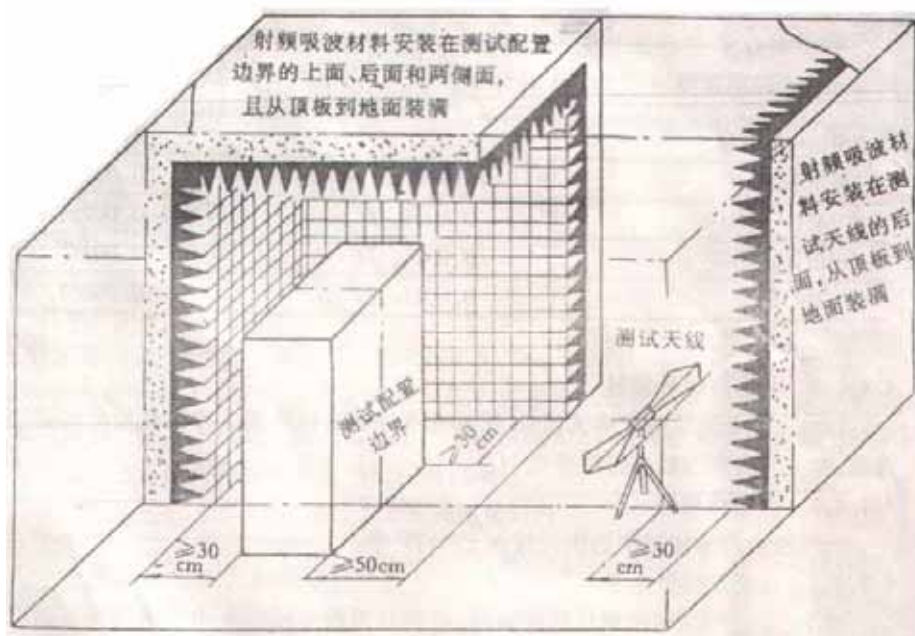 射频吸波材料安装在测试配置
边界的上面、后面和两侧面，
且从顶板到地面装满
射频吸波材
料安装在测
试天线的后
面，从顶板到
地面装满
测试天线
测试配置
边界
≥30
cm
≥30
cm
≥50cm
≥30
cm